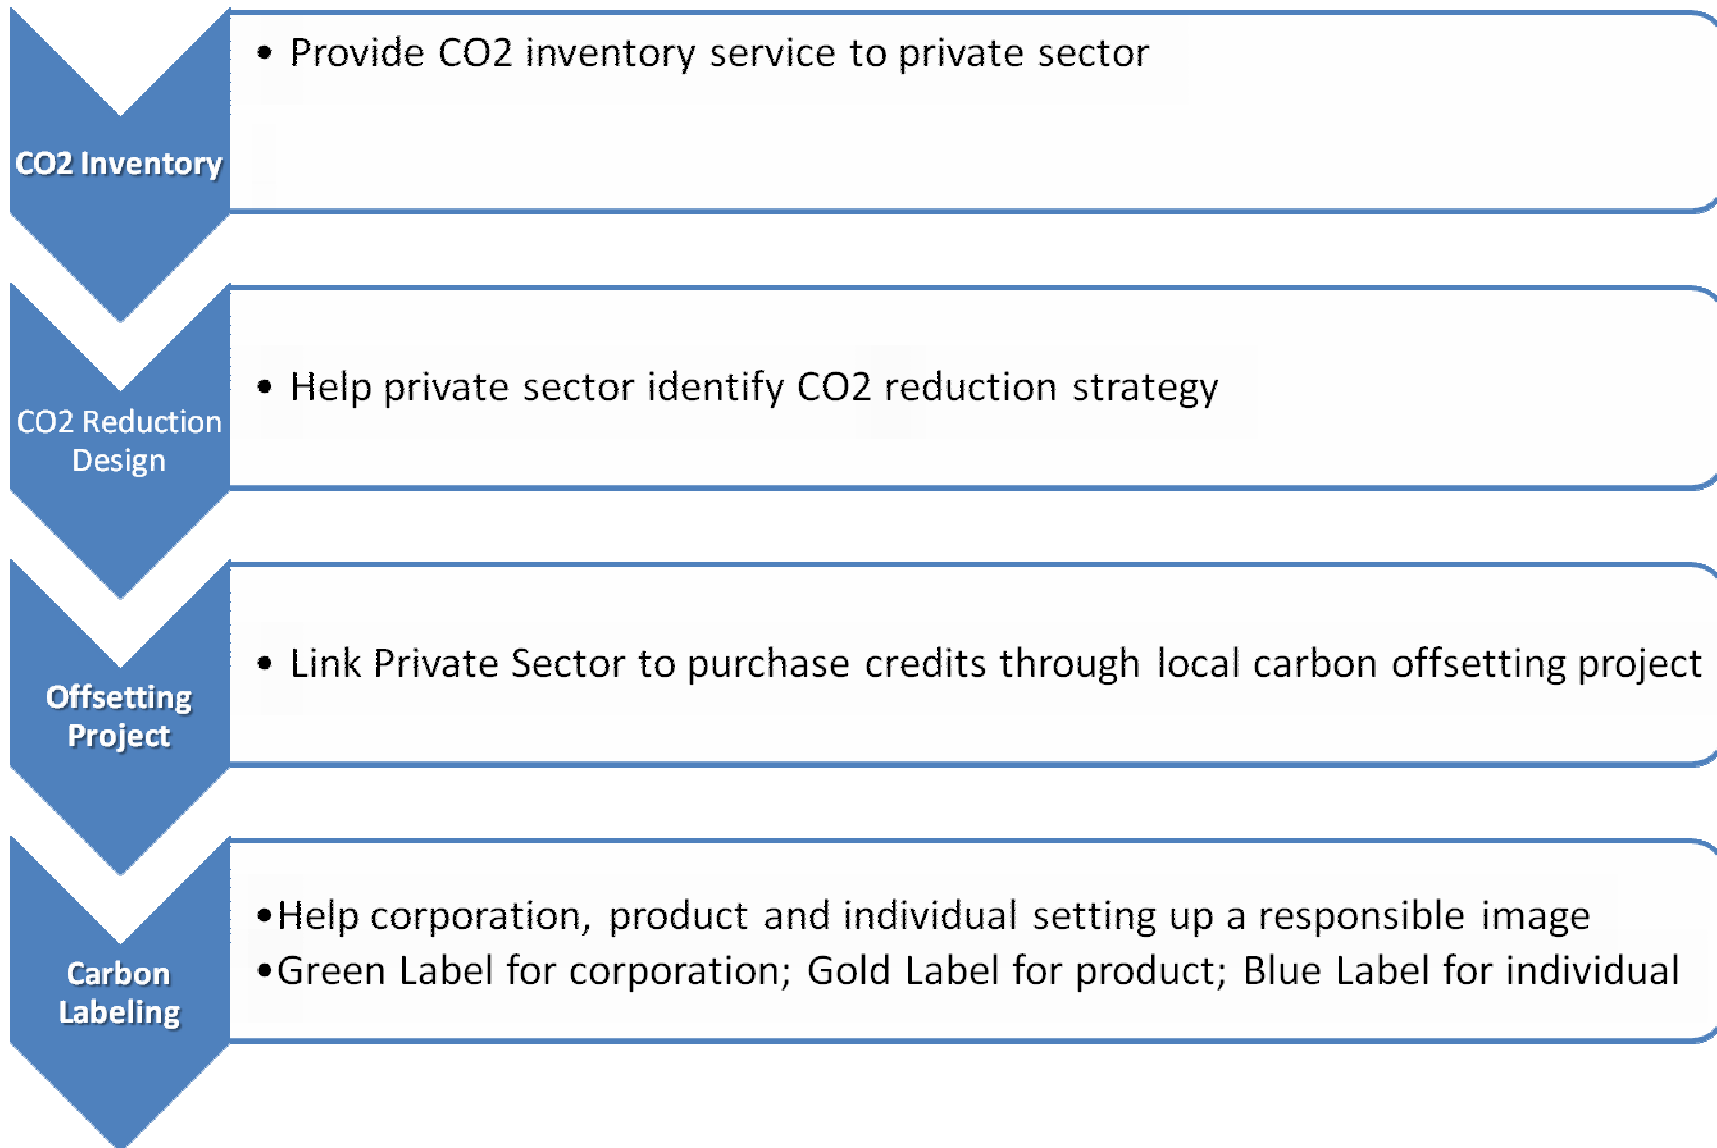 • Provide CO2 inventory service to private sector
CO2 Inventory
• Help private sector identify CO2 reduction strategy
CO2 Reduction
Design
• Link Private Sector to purchase credits through local carbon offsetting project
Offsetting
Project
•Help corporation, product and individual setting up a responsible image
•Green Label for corporation; Gold Label for product; Blue Label for individual
Carbon
Labeling